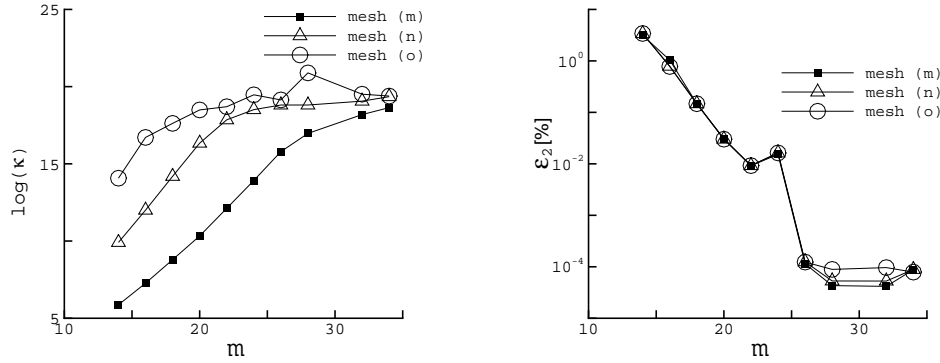 25
mesh (m)
mesh (n)
mesh (o)
15
log(κ)
5
10
20
30
m
10⁰
mesh (m)
mesh (n)
mesh (o)
ε₂[%]
10⁻²
10⁻⁴
10
20
30
m